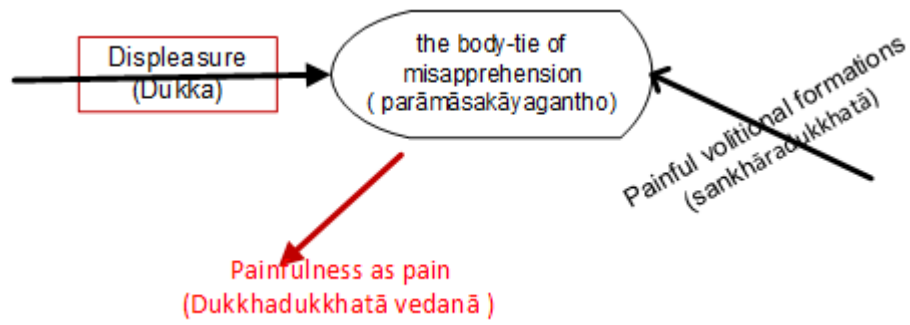 Displeasure
(Dukka)
the body-tie of
misapprehension
( parāmāsakāyagantho)
Painful volitional formations
(sankhāradukkhatā)
Painfulness as pain
(Dukkhadukkhatā vedanā )